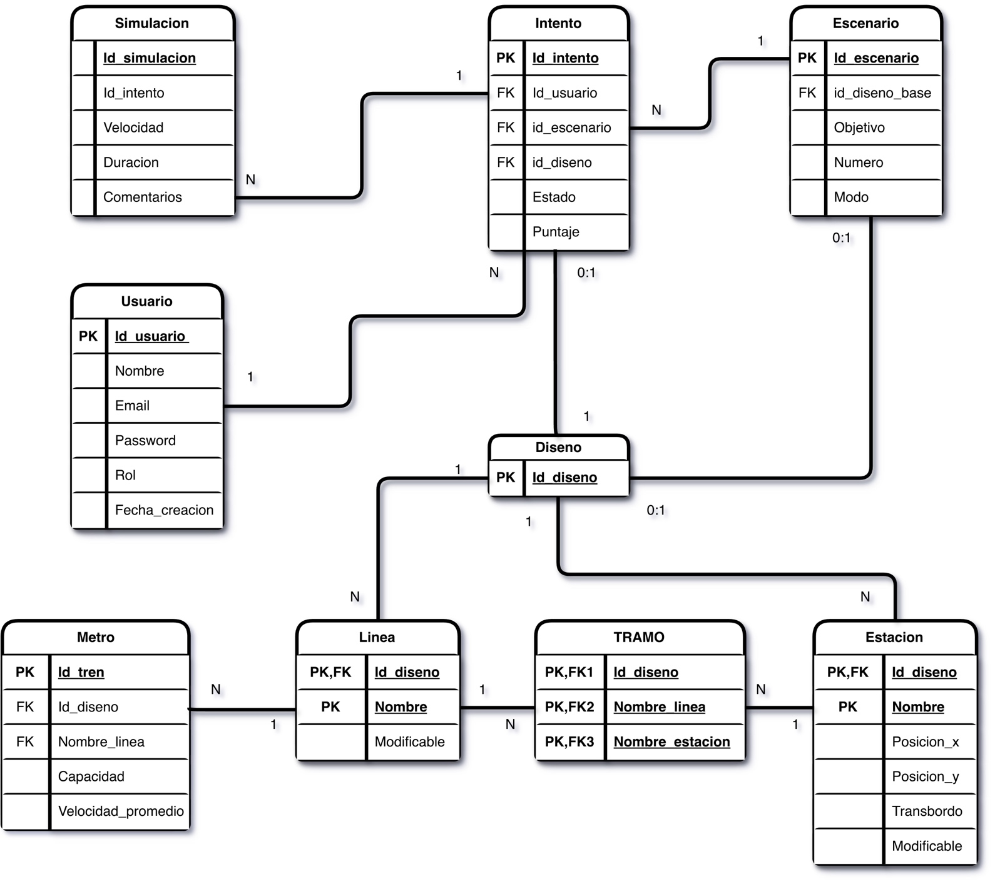 Simulacion
Id_simulacion
Id_intento
Velocidad
Duracion
Comentarios
N
1
Intento
PK Id_intento
FK Id_usuario
FK id_escenario
FK id_diseno
Estado
Puntaje
N
1
Escenario
PK Id_escenario
FK id_diseno_base
Objetivo
Numero
Modo
0:1
N
0:1
Usuario
PK Id_usuario
Nombre
Email
Password
Rol
Fecha_creacion
1
1
Diseno
PK Id_diseno
1
0:1
1
N
N
Metro
PK Id_tren
FK Id_diseno
FK Nombre_linea
Capacidad
Velocidad_promedio
N
1
Linea
PK,FK Id_diseno
PK Nombre
Modificable
1
N
TRAMO
PK,FK1 Id_diseno
PK,FK2 Nombre_linea
PK,FK3 Nombre_estacion
N
1
Estacion
PK,FK Id_diseno
PK Nombre
Posicion_x
Posicion_y
Transbordo
Modificable